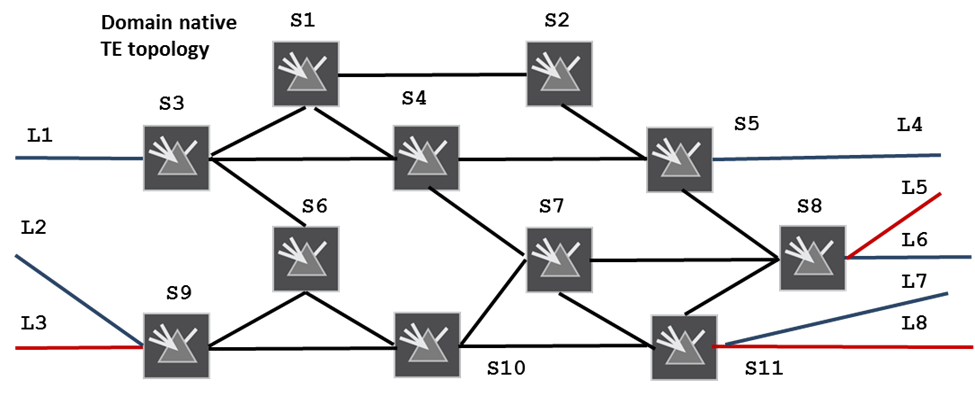 Domain native
TE topology
S1
S2
S3
S4
S5
L1
L4
L5
S6
S7
S8
L2
L6
L7
S9
L3
L8
S10
S11